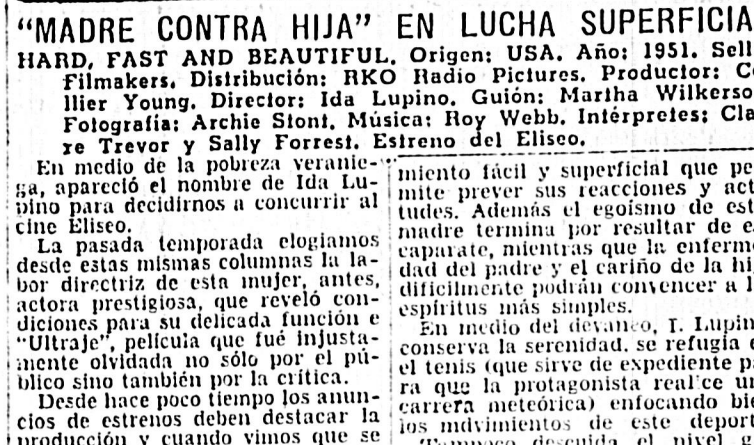 "MADRE CONTRA HIJA" EN LUCHA SUPERFICIA
HARD, FAST AND BEAUTIFUL. Origen: USA. Año: 1951. Sell
Filmakers. Distribución: RKO Radio Pictures. Productor: Co
llier Young. Director: Ida Lupino. Guión: Martha Wilkerso
Fotografía: Archie Stont. Música: Roy Webb. Intérpretes: Cla
re Trevor y Sally Forrest. Estreno del Eliseo.
En medio de la pobreza veranie-
ga, apareció el nombre de Ida Lu-
pino para decidirnos a concurrir al
cine Eliseo.
La pasada temporada elogiamos
desde estas mismas columnas la la-
bor directriz de esta mujer, antes,
actora prestigiosa, que reveló con-
diciones para su delicada función e
"Ultraje", película que fué injusta-
mente olvidada no sólo por el pú-
blico sino también por la crítica.
Desde hace poco tiempo los anun-
cios de estrenos deben destacar la
producción y cuando vimos que se
miento fácil y superficial que pe
mite prever sus reacciones y act
tudes. Además el egoísmo de est
madre termina por resultar de e
caparate, mientras que la enferme
dad del padre y el cariño de la hi
difícilmente podrán convencer a l
espíritus más simples.
En medio del devaneo, I. Lupin
conserva la serenidad. se refugia e
el tenis (que sirve de expediente pa
ra que la protagonista realce un
carrera meteórica) enfocando bie
los movimientos de este depor
Tampoco descuida el nivel g